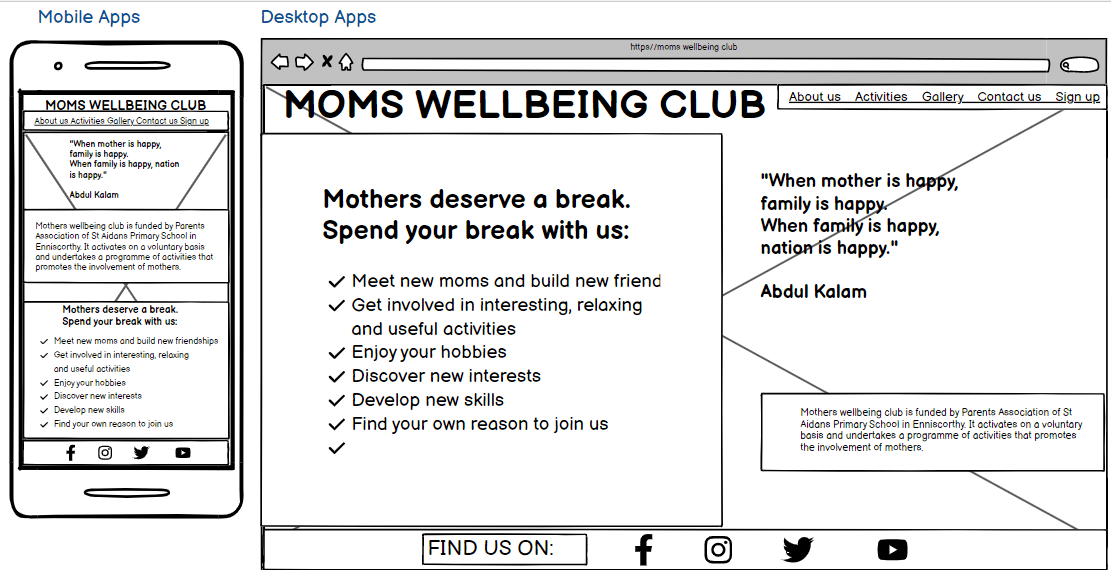 Mobile Apps
MOMS WELLBEING CLUB
About us Activities Gallery Contact us Sign up
"When mother is happy,
family is happy.
When family is happy, nation
is happy."
Abdul Kalam
Mothers wellbeing club is funded by Parents
Association of St Aidans Primary School in
Enniscorthy. It activates on a voluntary basis
and undertakes a programme of activities that
promotes the involvement of mothers.
Mothers deserve a break.
Spend your break with us:
Meet new moms and build new friendships
Get involved in interesting, relaxing
and useful activities
Enjoy your hobbies
Discover new interests
Develop new skills
Find your own reason to join us
Desktop Apps
https//moms wellbeing club
MOMS WELLBEING CLUB
About us Activities Gallery Contact us Sign up
Mothers deserve a break.
Spend your break with us:
Meet new moms and build new friend
Get involved in interesting, relaxing
and useful activities
Enjoy your hobbies
Discover new interests
Develop new skills
Find your own reason to join us
"When mother is happy,
family is happy.
When family is happy,
nation is happy."
Abdul Kalam
Mothers wellbeing club is funded by Parents Association of St
Aidans Primary School in Enniscorthy. It activates on a voluntary
basis and undertakes a programme of activities that promotes
the involvement of mothers.
FIND US ON: